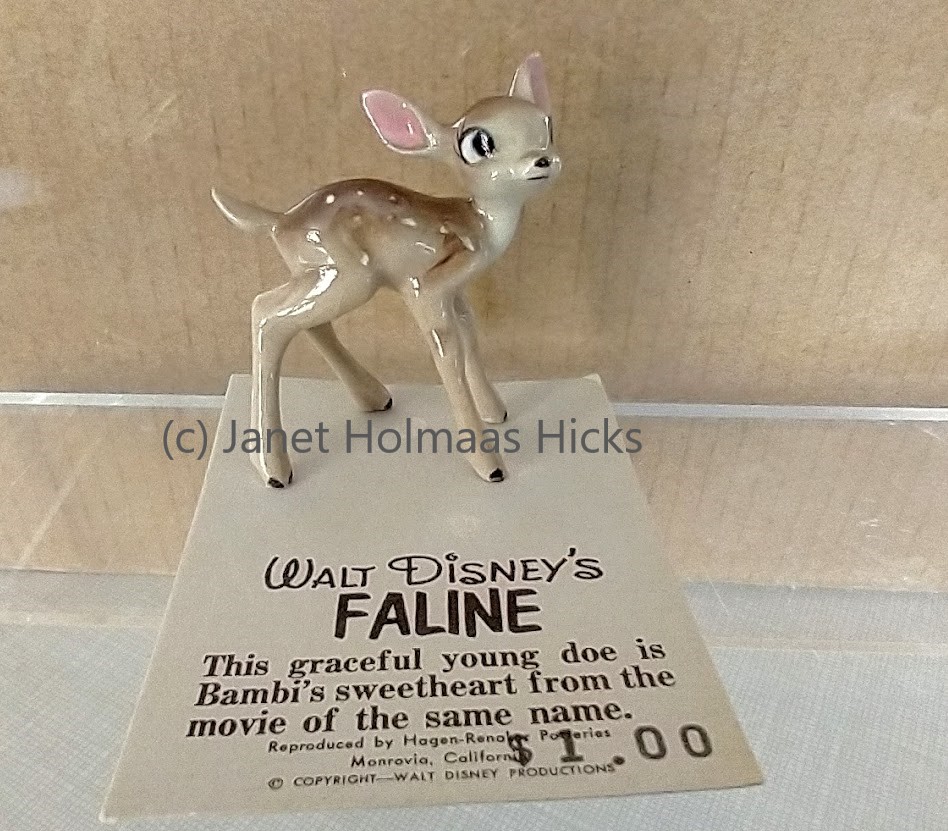 (c) Janet Holmaas Hicks
WALT DISNEY'S
FALINE
This graceful young doe is
Bambi's sweetheart from the
movie of the same name.
Reproduced by Hagen-Renaker Potteries
Monrovia, California
$1.00
© COPYRIGHT—WALT DISNEY PRODUCTIONS